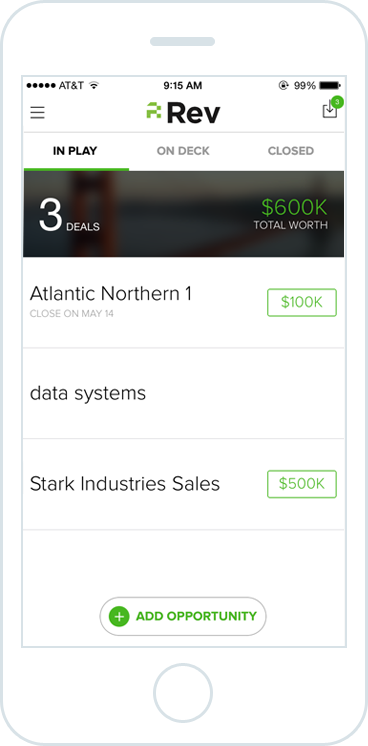 AT&T 9:15 AM 99%
Rev 3
IN PLAY ON DECK CLOSED
3 DEALS $600K
TOTAL WORTH
Atlantic Northern 1 $100K
CLOSE ON MAY 14
data systems
Stark Industries Sales $500K
ADD OPPORTUNITY